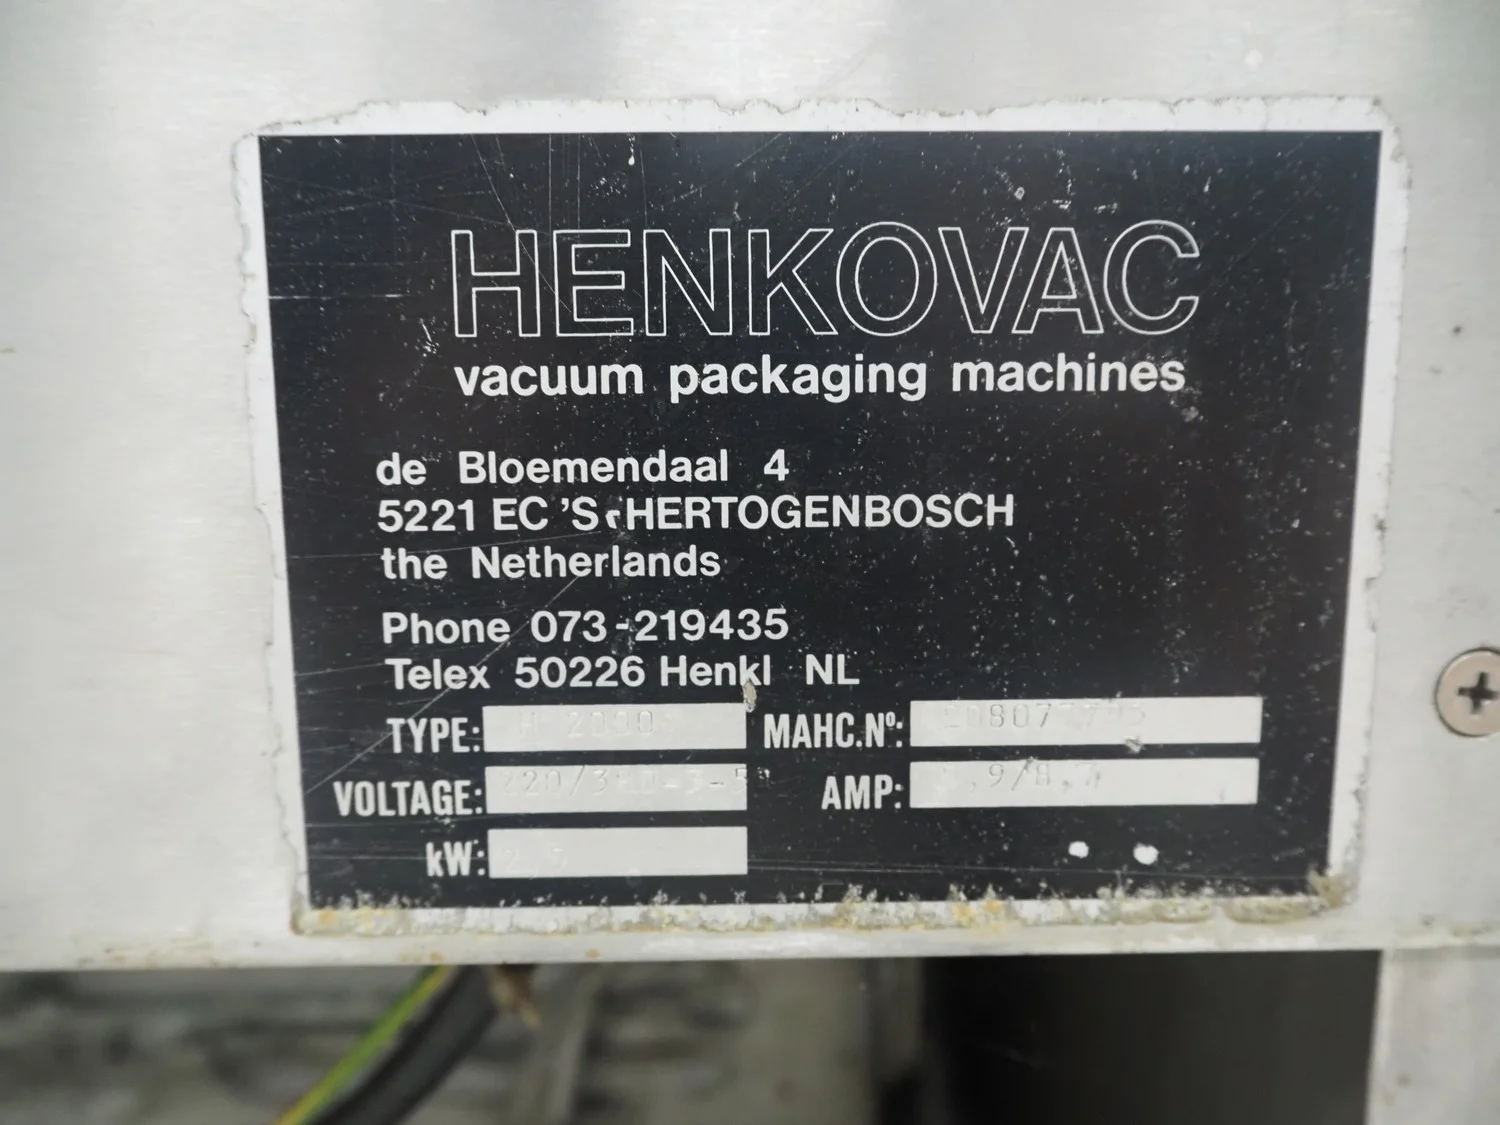 HENKOVAC
vacuum packaging machines
de Bloemendaal 4
5221 EC 'S-HERTOGENBOSCH
the Netherlands
Phone 073-219435
Telex 50226 Henkl NL
TYPE: H 2000 MAHC.Nº:
VOLTAGE: AMP:
kW: